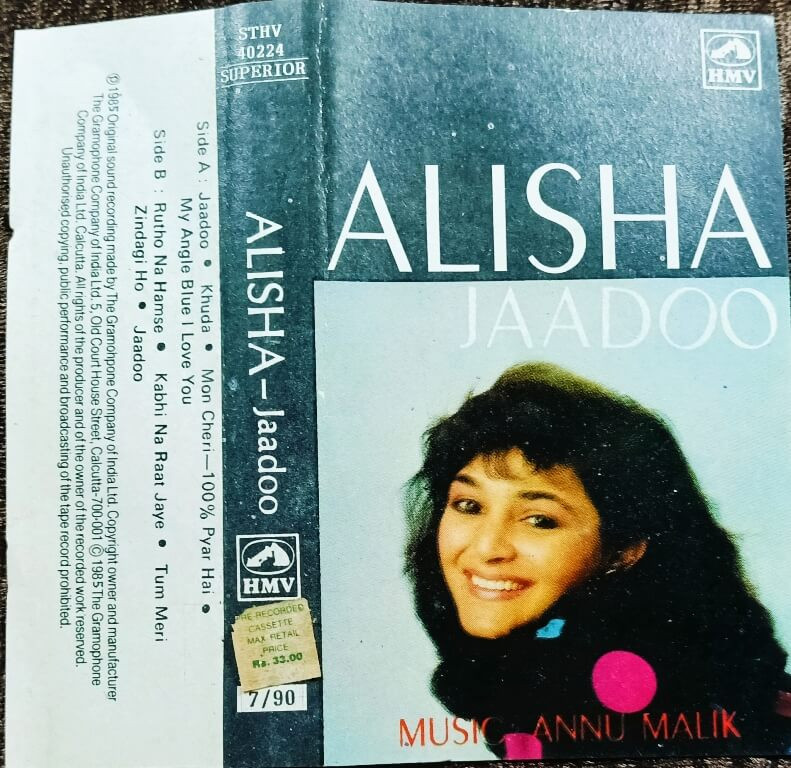 ℗ 1985 Original sound recording made by The Gramohpone Company of India Ltd. Copyright owner and manufacturer
The Gramophone Company of India Ltd. 5, Old Court House Street, Calcutta-700-001 © 1985 The Gramophone
Company of India Ltd. Calcutta. All rights of the producer and of the owner of the recorded work reserved.
Unauthorised copying, public performance and broadcasting of the tape record prohibited.
Side A : Jaadoo • Khuda • Mon Cheri—100% Pyar Hai •
My Angle Blue I Love You
Side B : Rutho Na Hamse • Kabhi Na Raat Jaye • Tum Meri
Zindagi Ho • Jaadoo
STHV
40224
SUPERIOR
ALISHA–Jaadoo
HMV
PRE RECORDED
CASSETTE
MAX RETAIL
PRICE
Rs. 33.00
7/90
HMV
ALISHA
JAADOO
MUSIC : ANNU MALIK